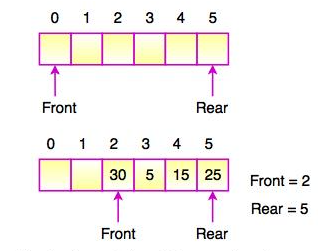 0 1 2 3 4 5
Front Rear
0 1 2 3 4 5
30 5 15 25
Front = 2
Rear = 5
Front Rear